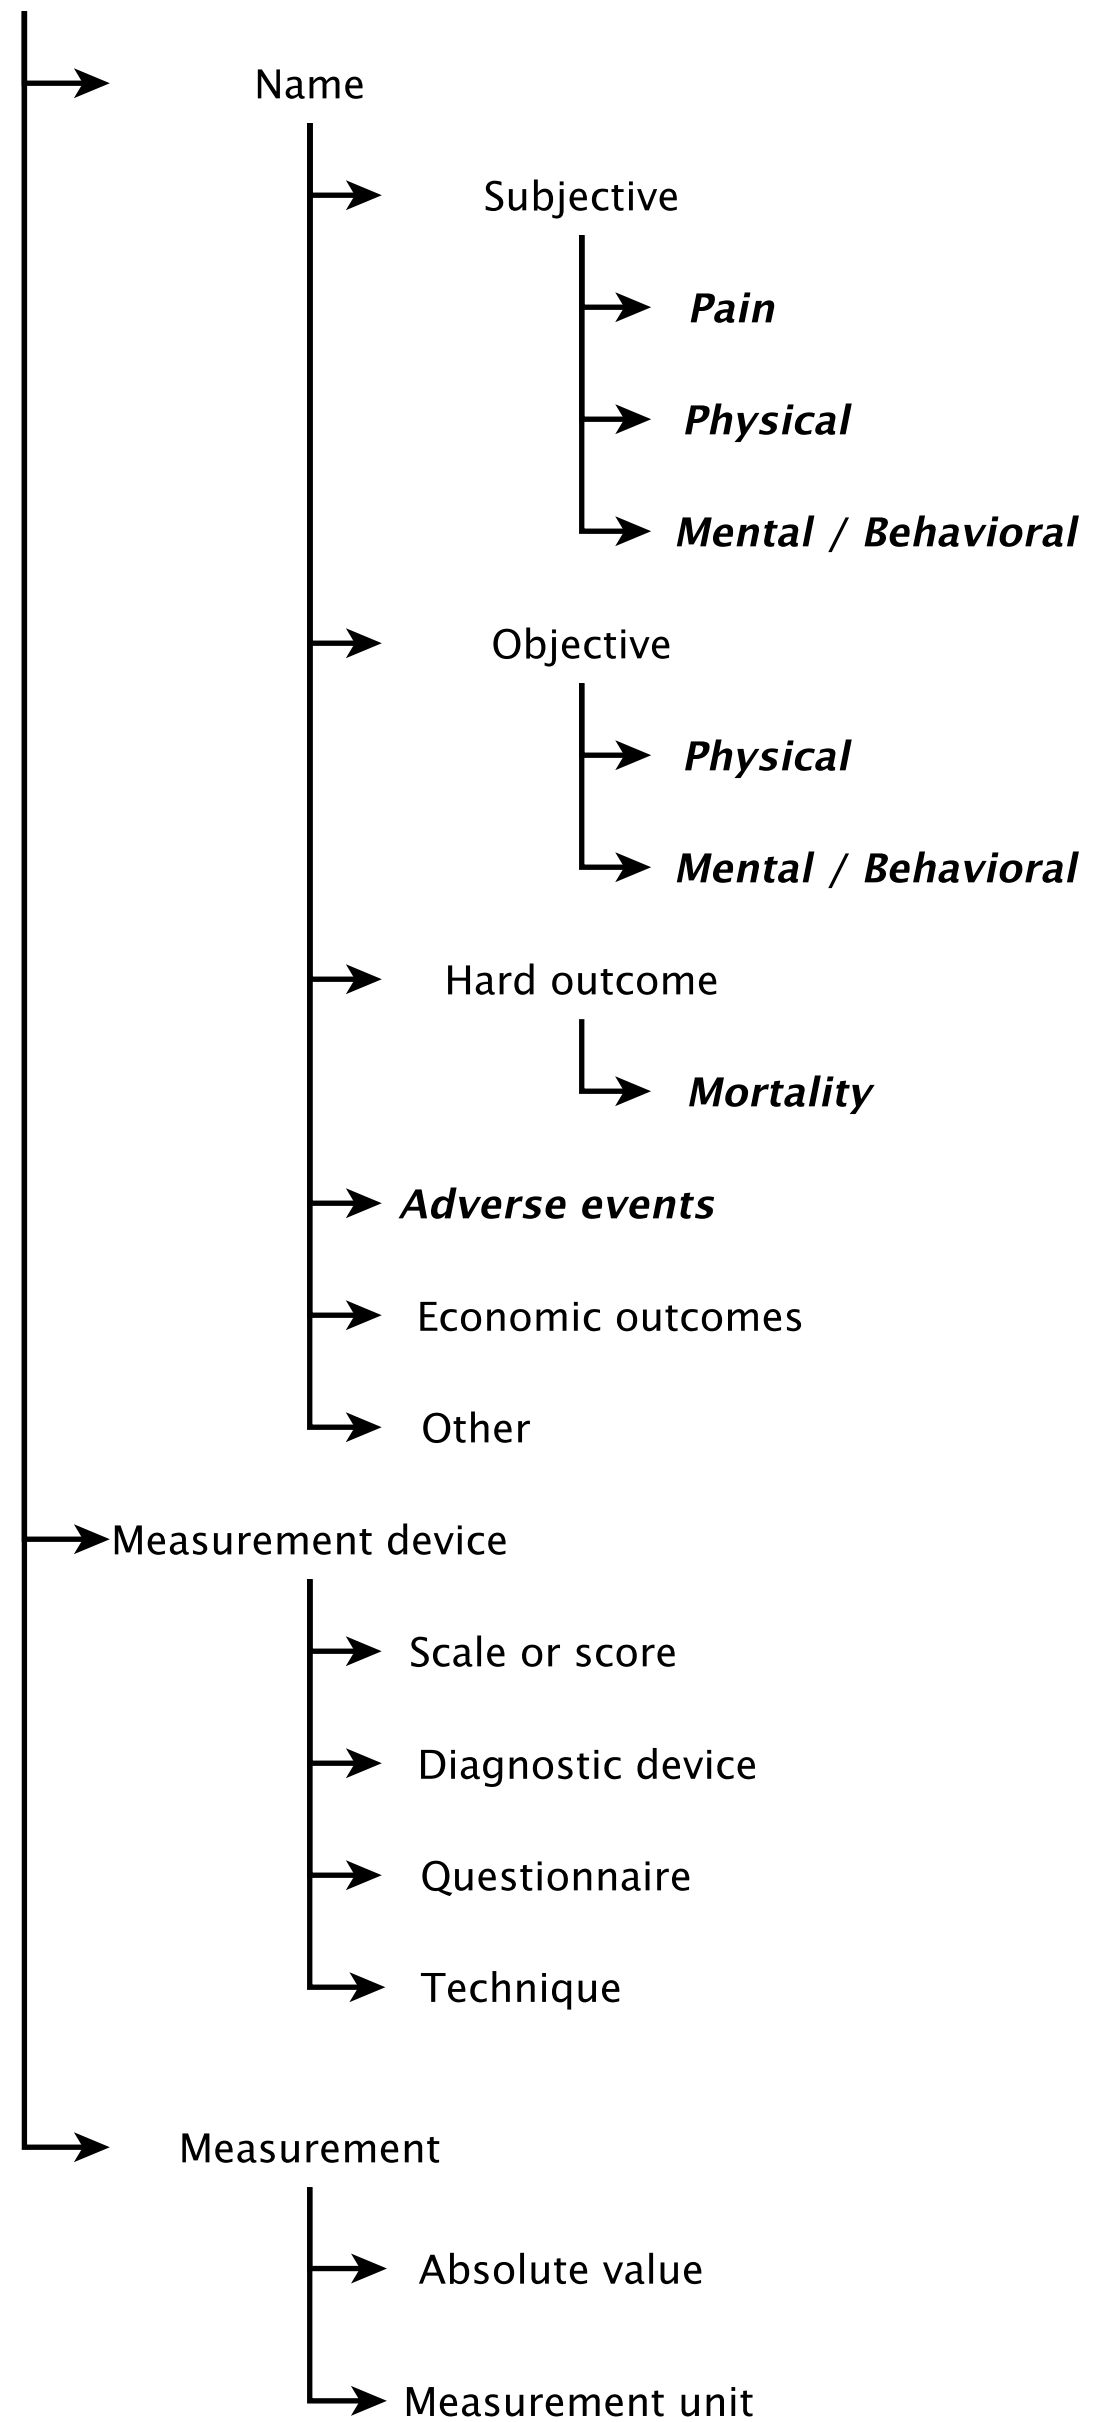 Name
Subjective
Pain
Physical
Mental / Behavioral
Objective
Physical
Mental / Behavioral
Hard outcome
Mortality
Adverse events
Economic outcomes
Other
Measurement device
Scale or score
Diagnostic device
Questionnaire
Technique
Measurement
Absolute value
Measurement unit